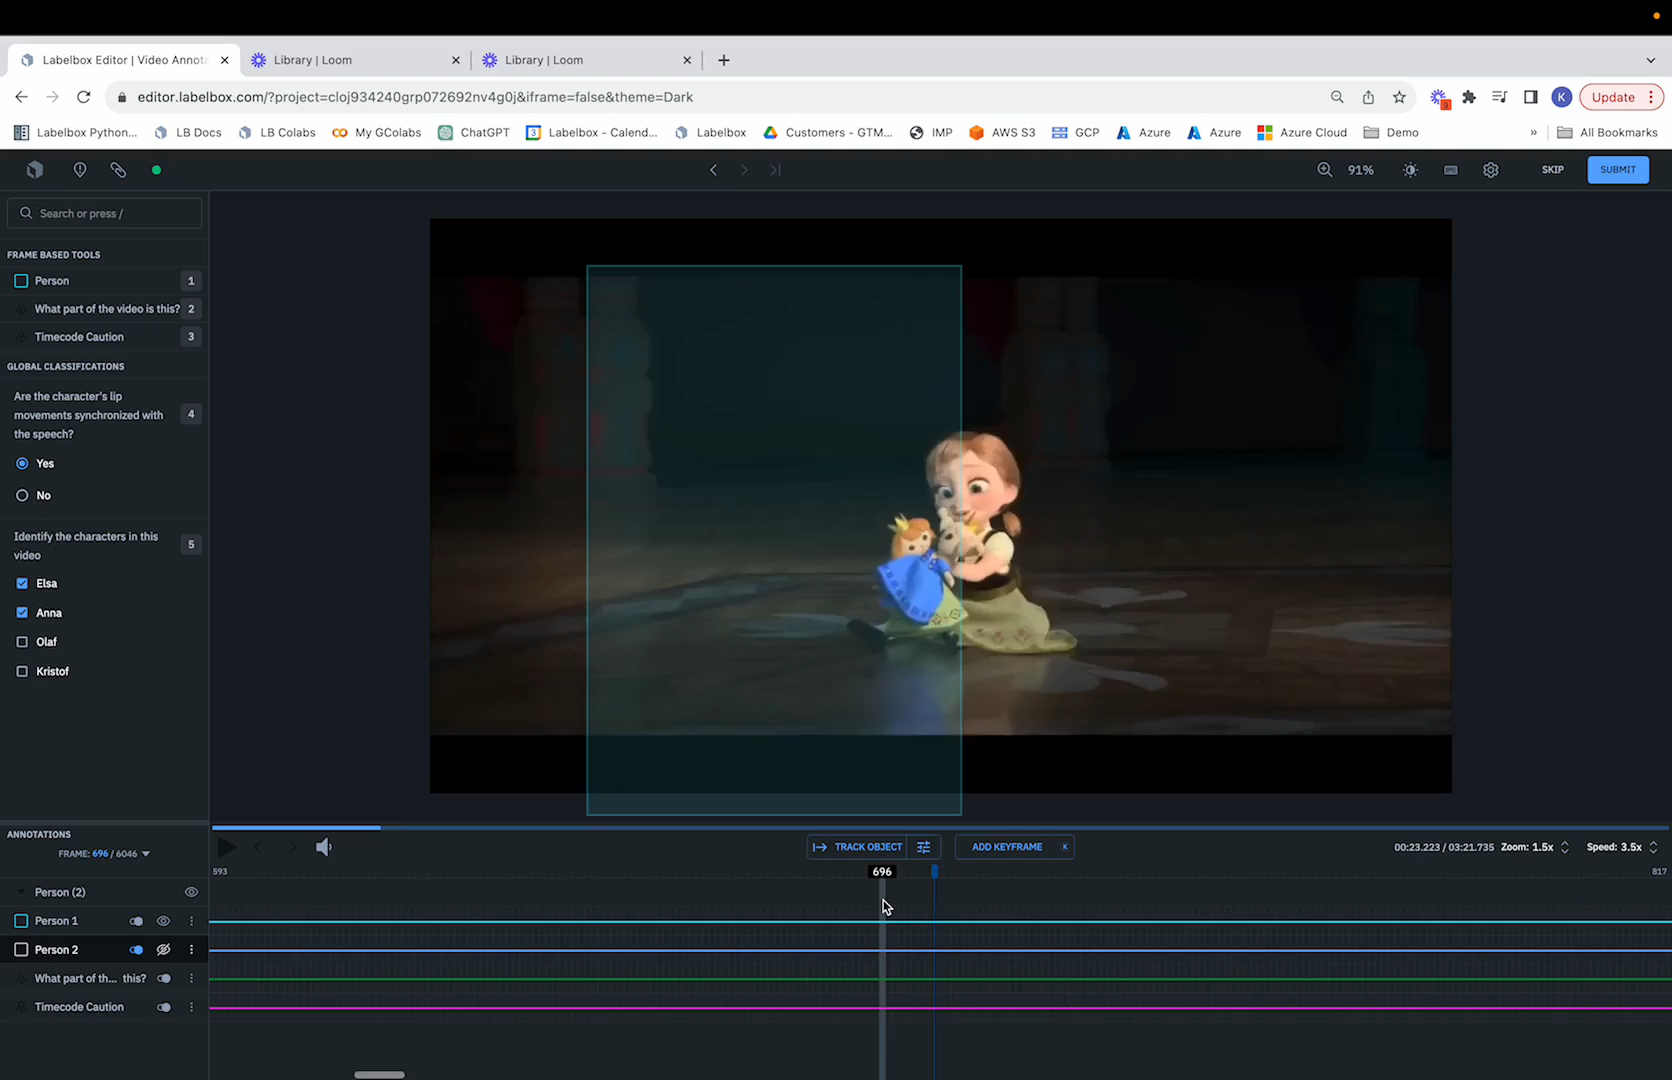 Labelbox Editor | Video Annota
Library | Loom
Library | Loom
editor.labelbox.com/?project=cloj934240grp072692nv4g0j&iframe=false&theme=Dark
9
K
Update
Labelbox Python...
LB Docs
LB Colabs
My GColabs
ChatGPT
3
Labelbox - Calend...
Labelbox
Customers - GTM...
IMP
AWS S3
GCP
Azure
Azure
Azure Cloud
Demo
»
All Bookmarks
91%
SKIP
SUBMIT
Search or press /
FRAME BASED TOOLS
Person 1
What part of the video is this? 2
Timecode Caution 3
GLOBAL CLASSIFICATIONS
Are the character's lip
movements synchronized with 4
the speech?
Yes
No
Identify the characters in this 5
video
Elsa
Anna
Olaf
Kristof
ANNOTATIONS
FRAME: 696 / 6046
TRACK OBJECT
ADD KEYFRAME K
00:23.223 / 03:21.735 Zoom: 1.5x Speed: 3.5x
593
696
817
Person (2)
Person 1
Person 2
What part of th... this?
Timecode Caution